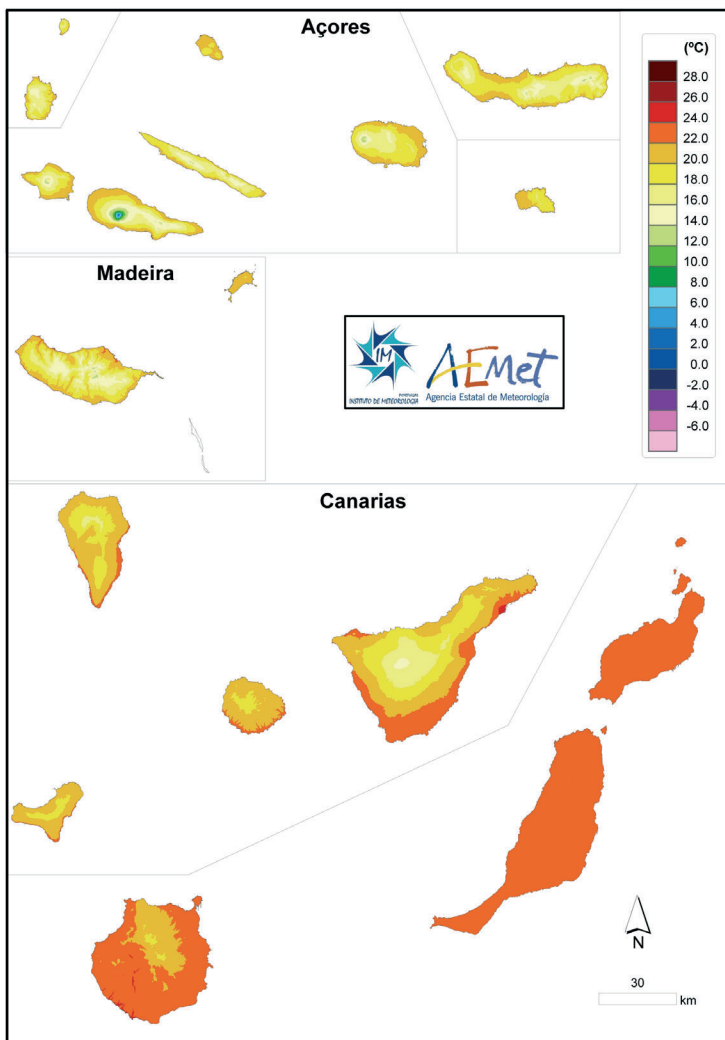 Açores
(ºC)
28.0
26.0
24.0
22.0
20.0
18.0
16.0
14.0
12.0
10.0
8.0
6.0
4.0
2.0
0.0
-2.0
-4.0
-6.0
Madeira
IM
PORTUGAL
INSTITUTO DE METEOROLOGIA
AEMet
Agencia Estatal de Meteorología
Canarias
N
30
km